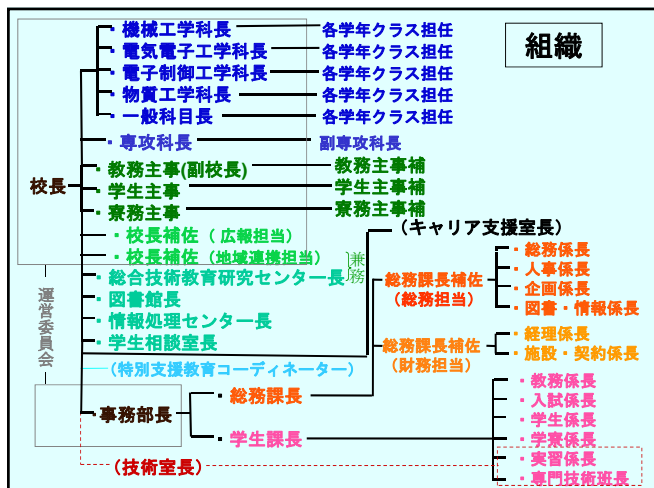 組織
機械工学科長 各学年クラス担任
電気電子工学科長 各学年クラス担任
電子制御工学科長 各学年クラス担任
物質工学科長 各学年クラス担任
一般科目長 各学年クラス担任
・専攻科長 副専攻科長
校長
・教務主事(副校長) 教務主事補
・学生主事 学生主事補
・寮務主事 寮務主事補
・校長補佐（広報担当）
・校長補佐（地域連携担当）
兼務
(キャリア支援室長)
・総合技術教育研究センター長
・図書館長
・情報処理センター長
・学生相談室長
(特別支援教育コーディネーター)
運営委員会
・事務部長
・総務課長
・学生課長
総務課長補佐
(総務担当)
・総務係長
・人事係長
・企画係長
・図書・情報係長
総務課長補佐
(財務担当)
・経理係長
・施設・契約係長
・教務係長
・入試係長
・学生係長
・学寮係長
・実習係長
・専門技術班長
(技術室長)